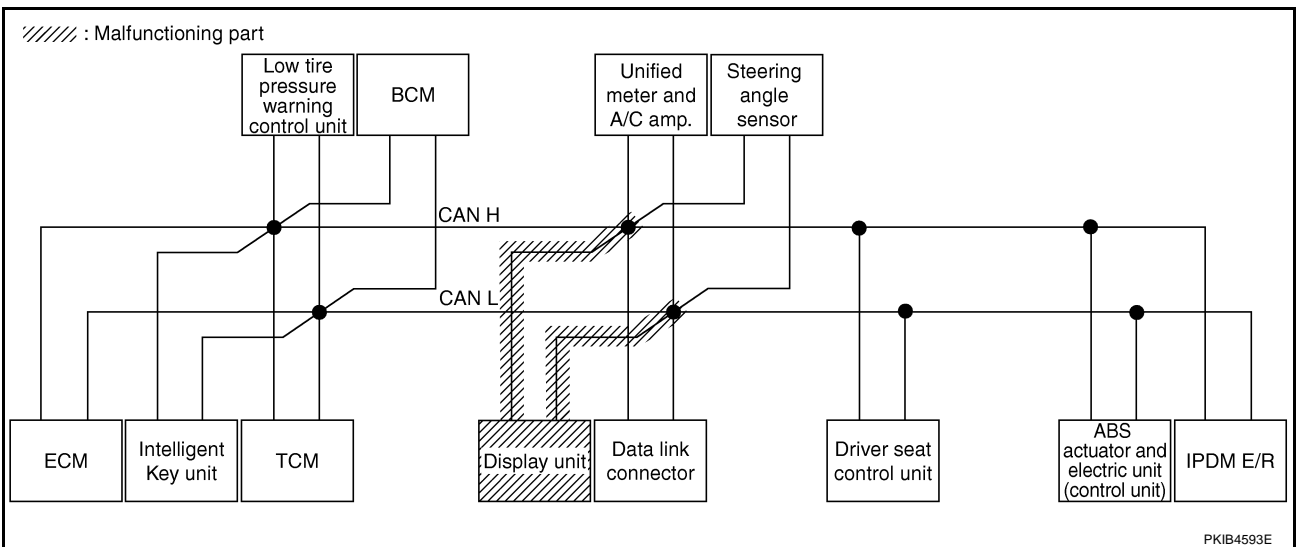 : Malfunctioning part
Low tire
pressure
warning
control unit
BCM
Unified
meter and
A/C amp.
Steering
angle
sensor
CAN H
CAN L
ECM
Intelligent
Key unit
TCM
Display unit
Data link
connector
Driver seat
control unit
ABS
actuator and
electric unit
(control unit)
IPDM E/R
PKIB4593E